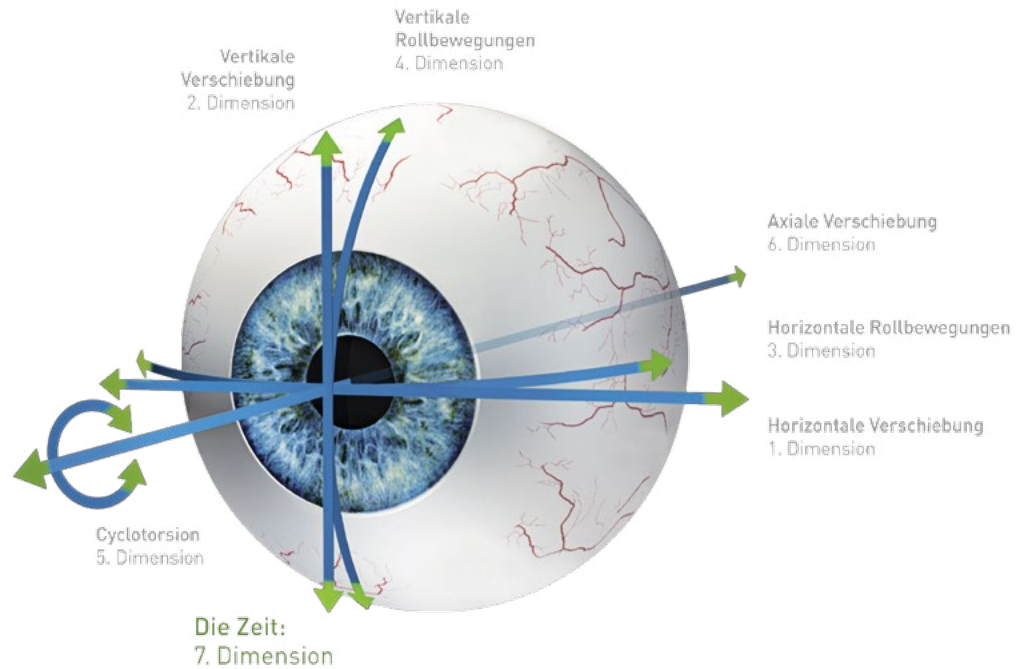 Vertikale
Rollbewegungen
4. Dimension
Vertikale
Verschiebung
2. Dimension
Axiale Verschiebung
6. Dimension
Horizontale Rollbewegungen
3. Dimension
Horizontale Verschiebung
1. Dimension
Cyclotorsion
5. Dimension
Die Zeit:
7. Dimension